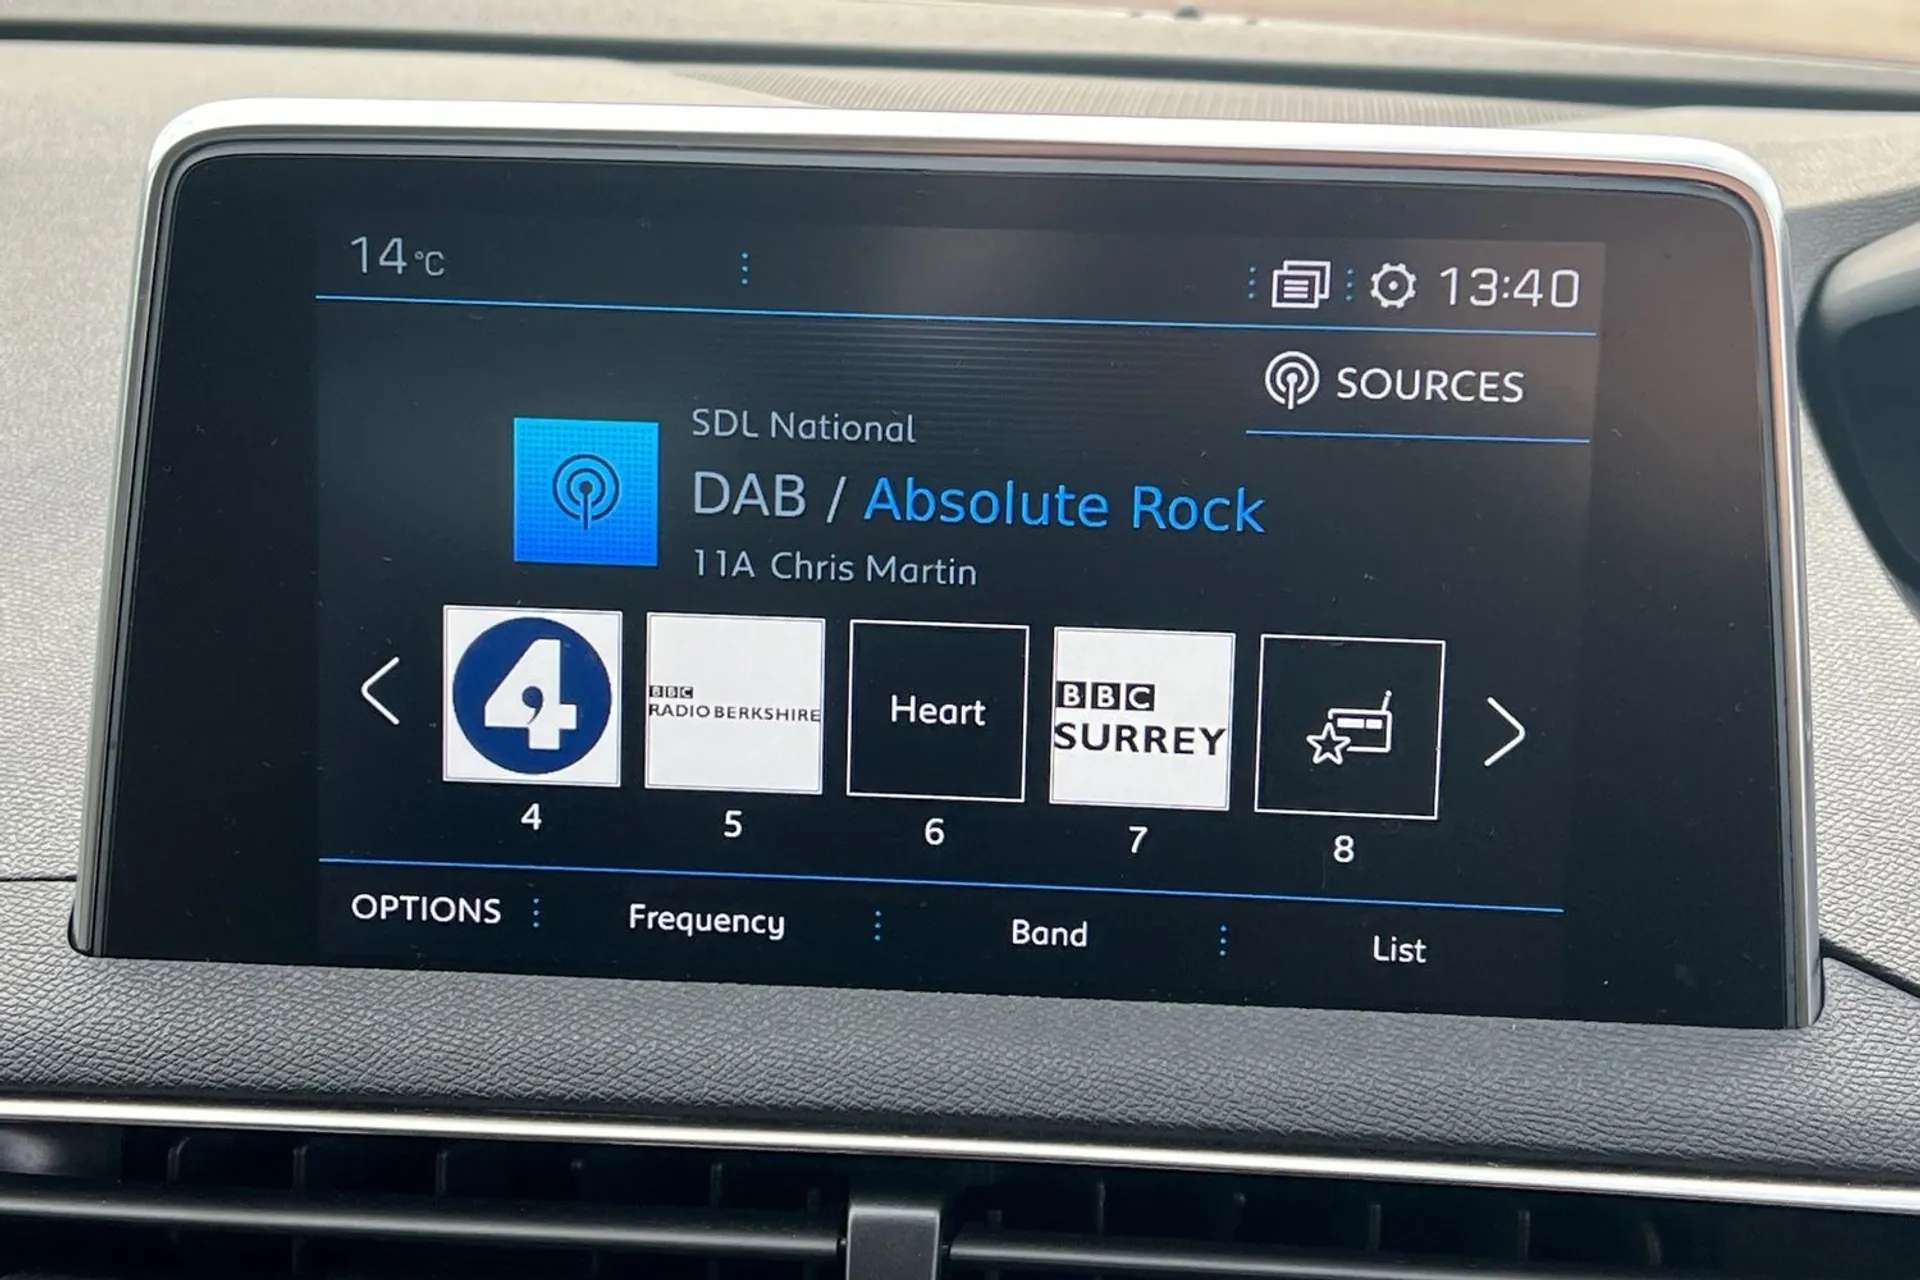 14 °C
13:40
SOURCES
SDL National
DAB / Absolute Rock
11A Chris Martin
4
BBC
RADIO BERKSHIRE
Heart
BBC
SURREY
4
5
6
7
8
OPTIONS
Frequency
Band
List